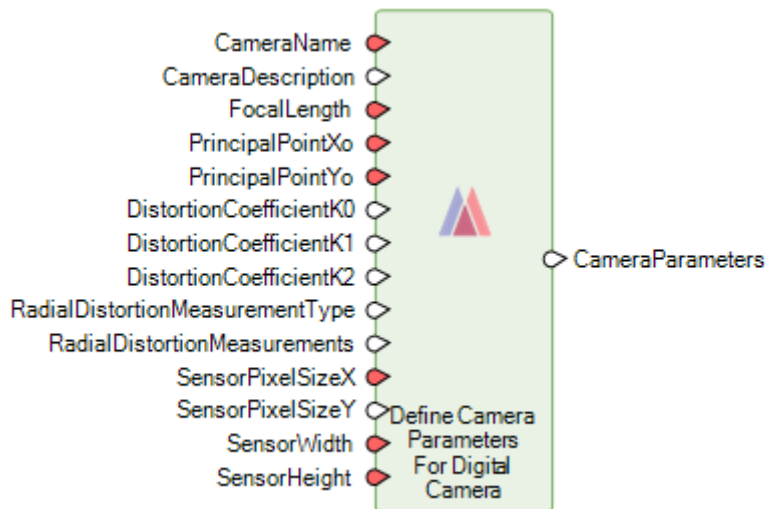 CameraName
CameraDescription
FocalLength
PrincipalPointXo
PrincipalPointYo
DistortionCoefficientK0
DistortionCoefficientK1
DistortionCoefficientK2
RadialDistortionMeasurementType
RadialDistortionMeasurements
SensorPixelSizeX
SensorPixelSizeY
SensorWidth
SensorHeight
Define Camera
Parameters
For Digital
Camera
CameraParameters